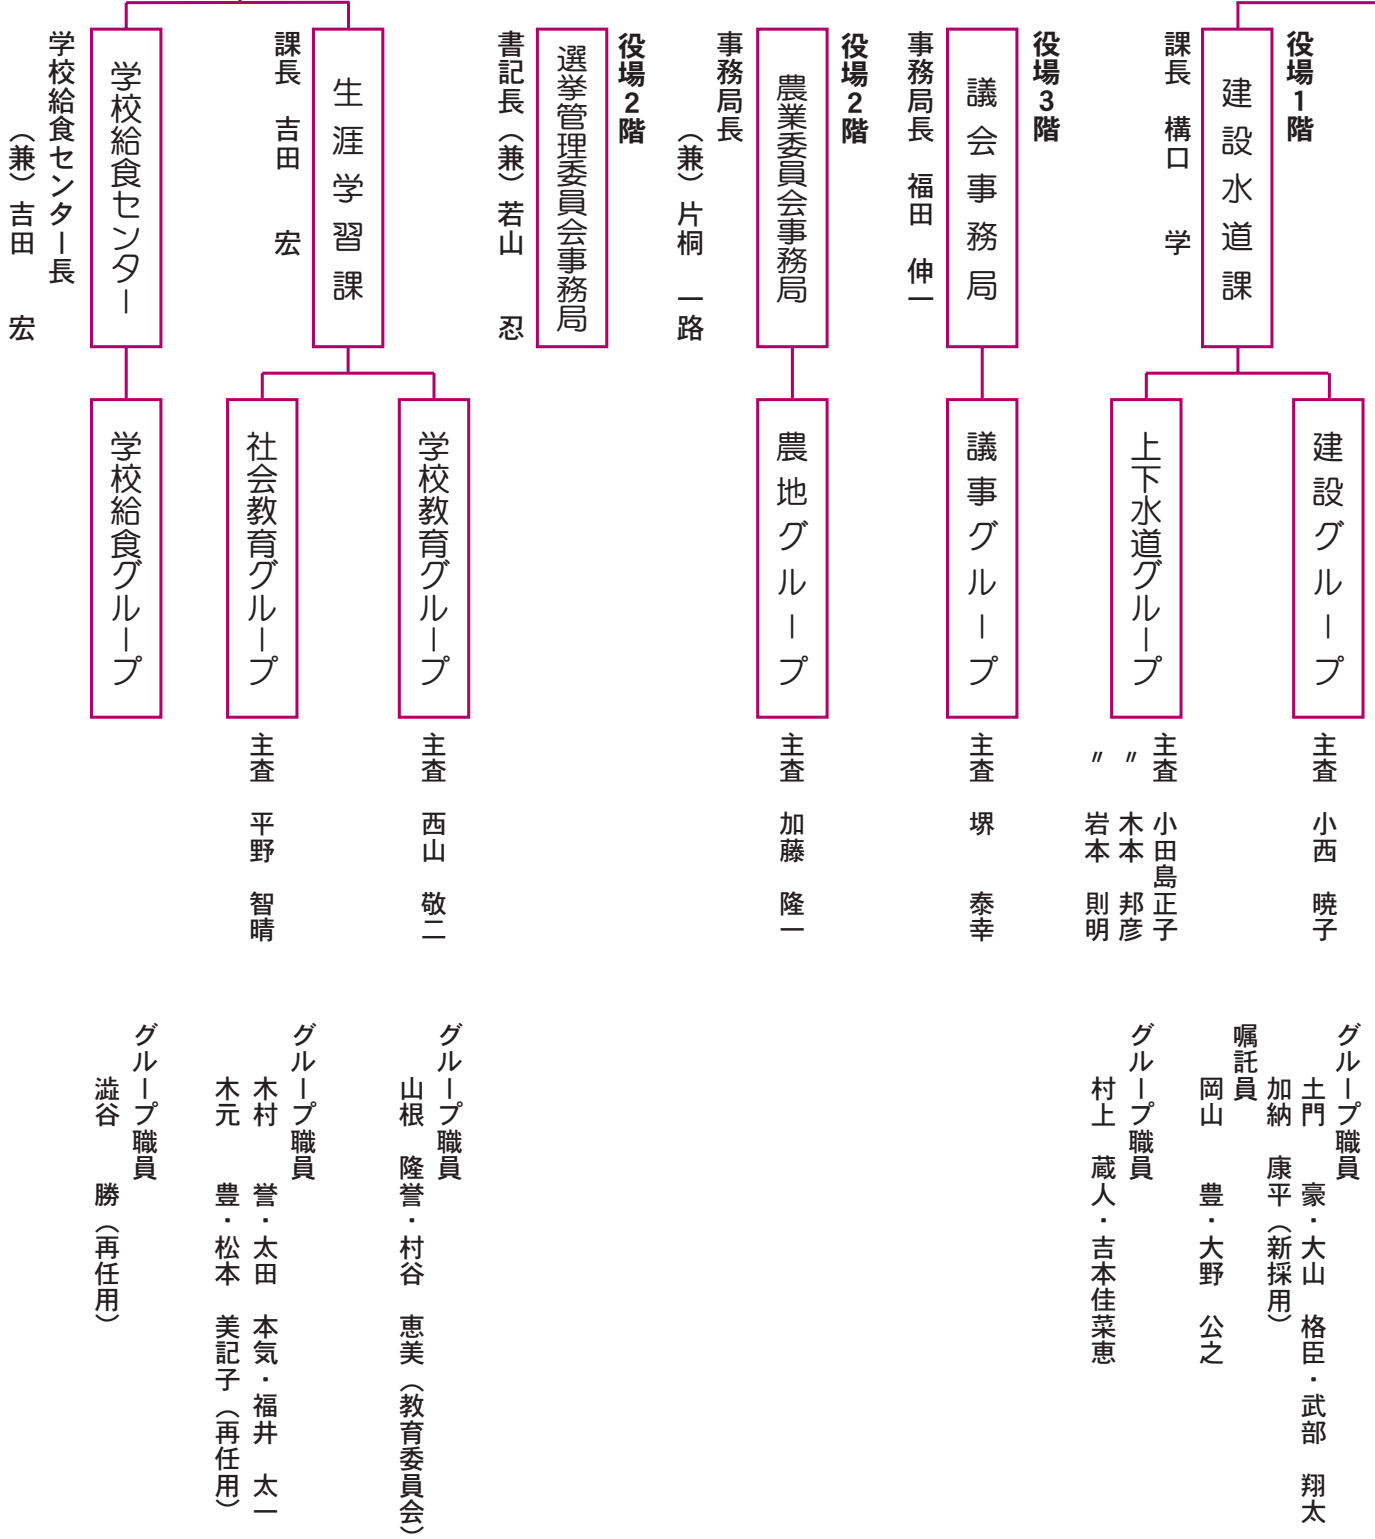 役場1階
建設水道課
課長　構口　　学
建設グループ
主査　小西　暁子
グループ職員
土門　　豪・大山　格臣・武部　翔太
加納　康平（新採用）
嘱託員
岡山　　豊・大野　公之
上下水道グループ
主査　小田島正子
〃　木本　邦彦
〃　岩本　則明
グループ職員
村上　蔵人・吉本佳菜恵
役場3階
議会事務局
事務局長　福田　伸一
議事グループ
主査　堺　　泰幸
役場2階
農業委員会事務局
事務局長
（兼）片桐　一路
農地グループ
主査　加藤　隆一
役場2階
選挙管理委員会事務局
書記長（兼）若山　　忍
生涯学習課
課長　吉田　　宏
学校教育グループ
主査　西山　敬二
グループ職員
山根　隆誉・村谷　恵美（教育委員会）
社会教育グループ
主査　平野　智晴
グループ職員
木村　　誉・太田　本気・福井　太一
木元　　豊・松本　美記子（再任用）
学校給食センター
学校給食センター長
（兼）吉田　　宏
学校給食グループ
グループ職員
澁谷　　勝（再任用）